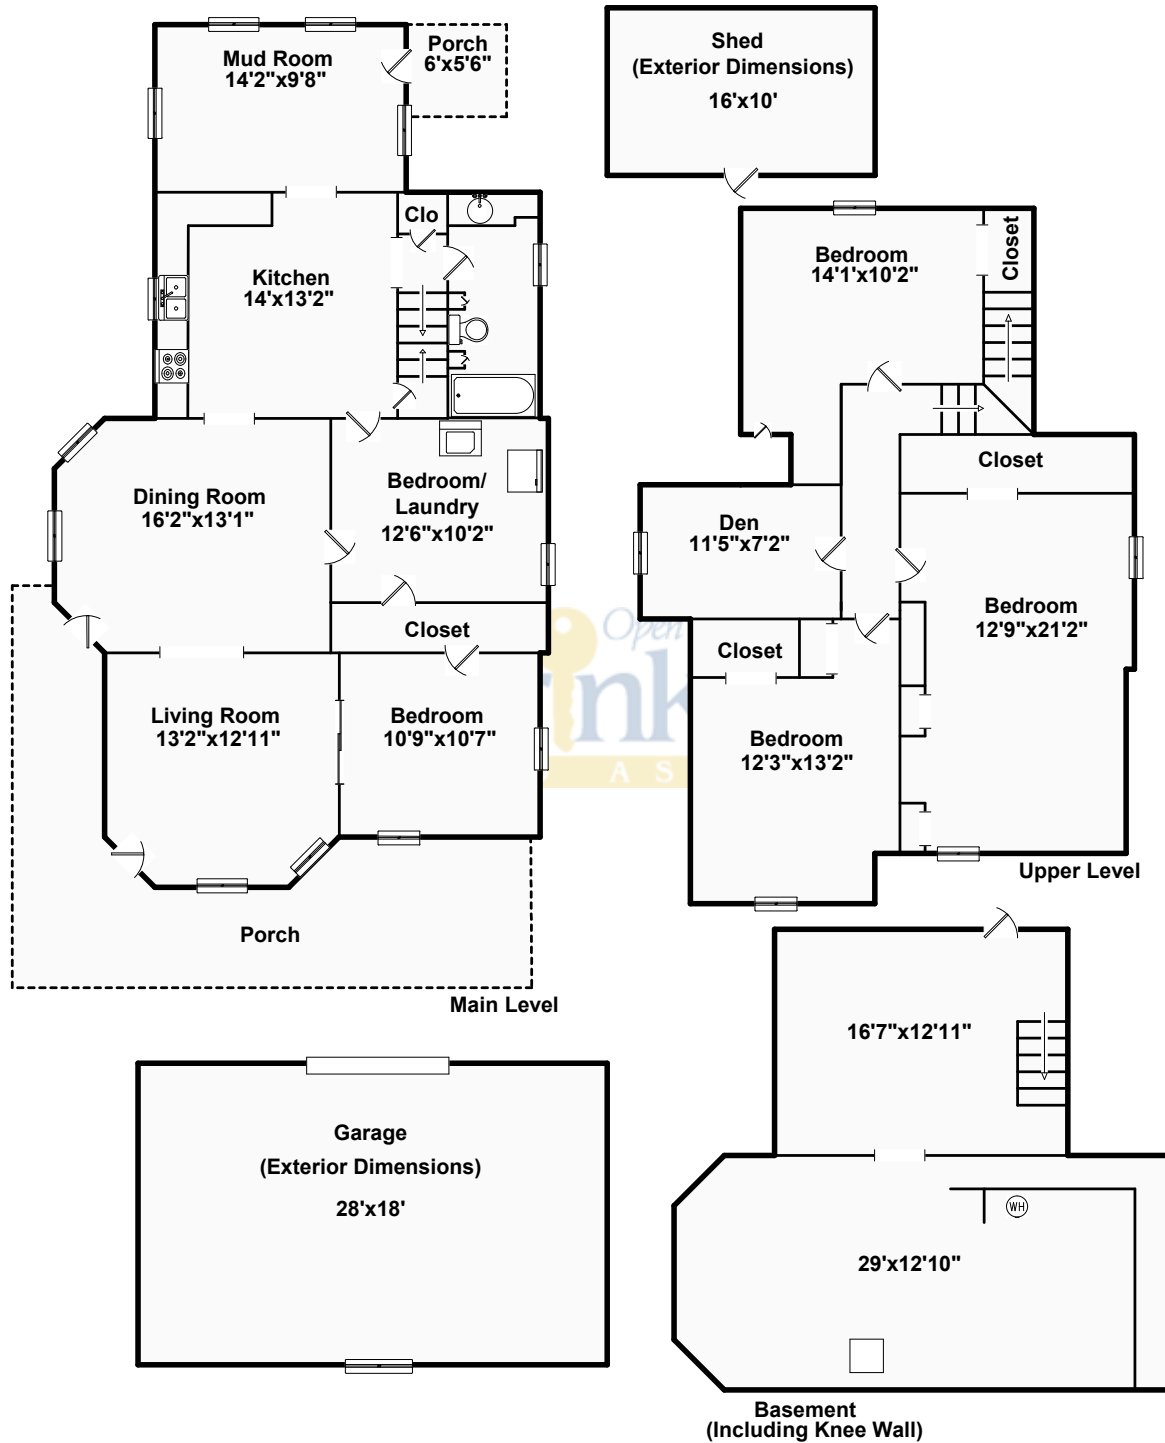 Mud Room
14'2"x9'8"
Porch
6'x5'6"
Shed
(Exterior Dimensions)
16'x10'
Clo
Kitchen
14'x13'2"
Bedroom
14'1'x10'2"
Closet
Dining Room
16'2"x13'1"
Bedroom/
Laundry
12'6"x10'2"
Closet
Closet
Den
11'5"x7'2"
Bedroom
12'9"x21'2"
Closet
Living Room
13'2"x12'11"
Bedroom
10'9"x10'7"
Bedroom
12'3"x13'2"
Open
ink
A S
Upper Level
Porch
Main Level
16'7"x12'11"
Garage
(Exterior Dimensions)
28'x18'
WH
29'x12'10"
Basement
(Including Knee Wall)